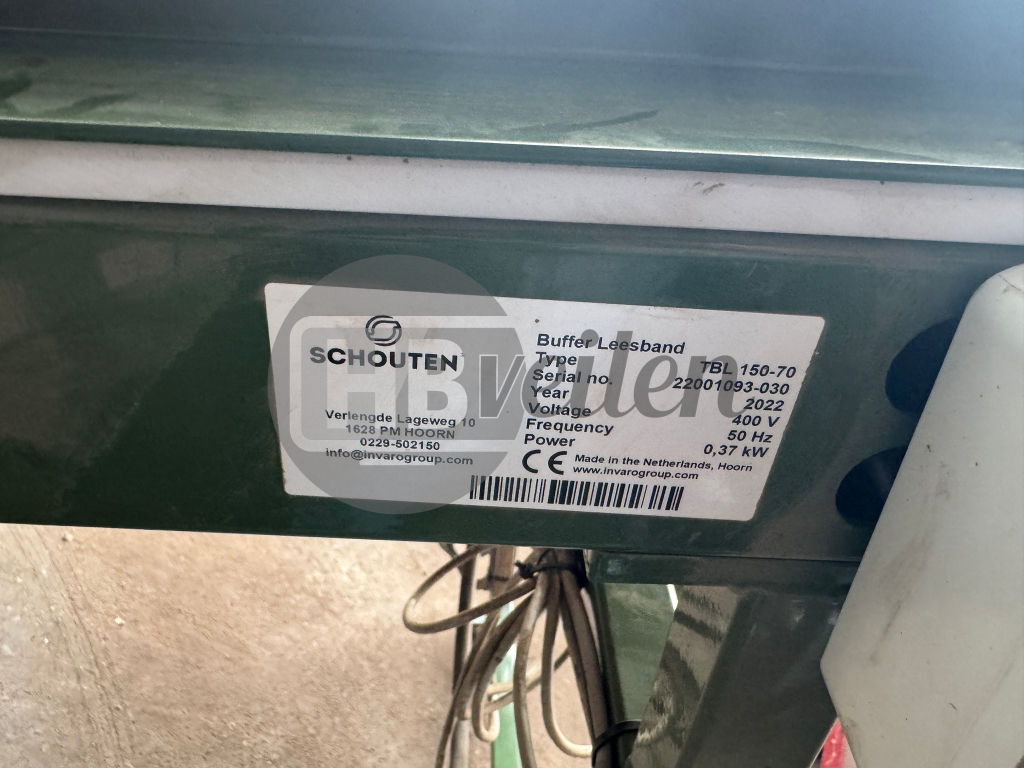 SCHOUTEN
Verlengde Lageweg 10
1628 PM HOORN
0229-502150
info@invarogroup.com
Buffer Leesband
Type TBL 150-70
Serial no. 22001093-030
Year 2022
Voltage 400 V
Frequency 50 Hz
Power 0,37 kW
CE
Made in the Netherlands, Hoorn
www.invarogroup.com
HBveilen